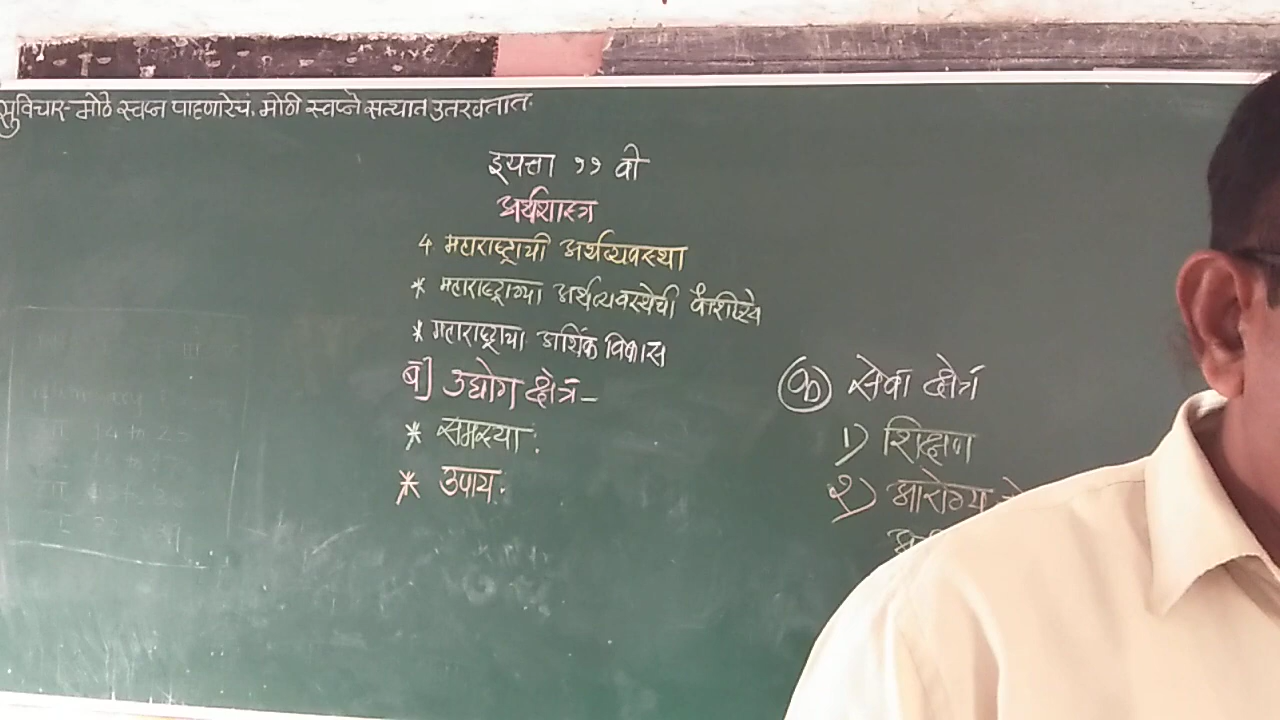 सुविचार- मोठे स्वप्न पाहणारेच. मोठी स्वप्ने सत्यात उतरवतात.
इयत्ता ११ वी
अर्थशास्त्र
4. महाराष्ट्राची अर्थव्यवस्था
* महाराष्ट्राच्या अर्थव्यवस्थेची वैशिष्ट्ये
* महाराष्ट्राचा आर्थिक विकास
ब] उद्योग क्षेत्र-
* समस्या:
* उपाय:
क सेवा क्षेत्र
१) शिक्षण
२) आरोग्य